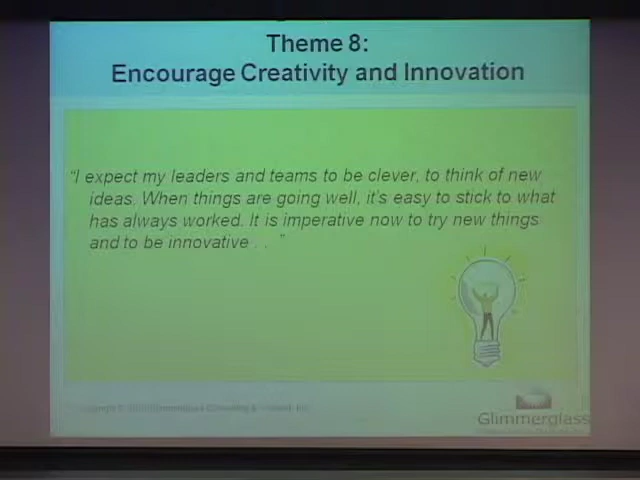 Theme 8:
Encourage Creativity and Innovation
"I expect my leaders and teams to be clever, to think of new
ideas. When things are going well, it's easy to stick to what
has always worked. It is imperative now to try new things
and to be innovative . . "
Glimmerglass